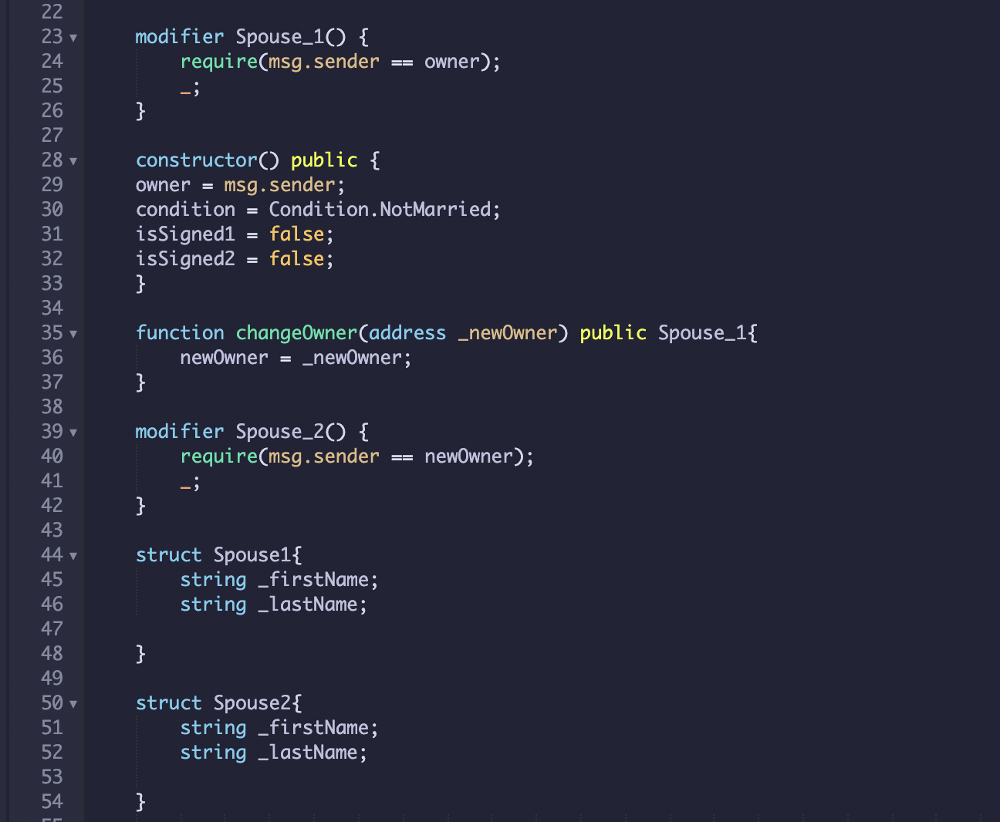 22
23 ▾ modifier Spouse_1() {
24 require(msg.sender == owner);
25 _;
26 }
27
28 ▾ constructor() public {
29 owner = msg.sender;
30 condition = Condition.NotMarried;
31 isSigned1 = false;
32 isSigned2 = false;
33 }
34
35 ▾ function changeOwner(address _newOwner) public Spouse_1{
36 newOwner = _newOwner;
37 }
38
39 ▾ modifier Spouse_2() {
40 require(msg.sender == newOwner);
41 _;
42 }
43
44 ▾ struct Spouse1{
45 string _firstName;
46 string _lastName;
47
48 }
49
50 ▾ struct Spouse2{
51 string _firstName;
52 string _lastName;
53
54 }